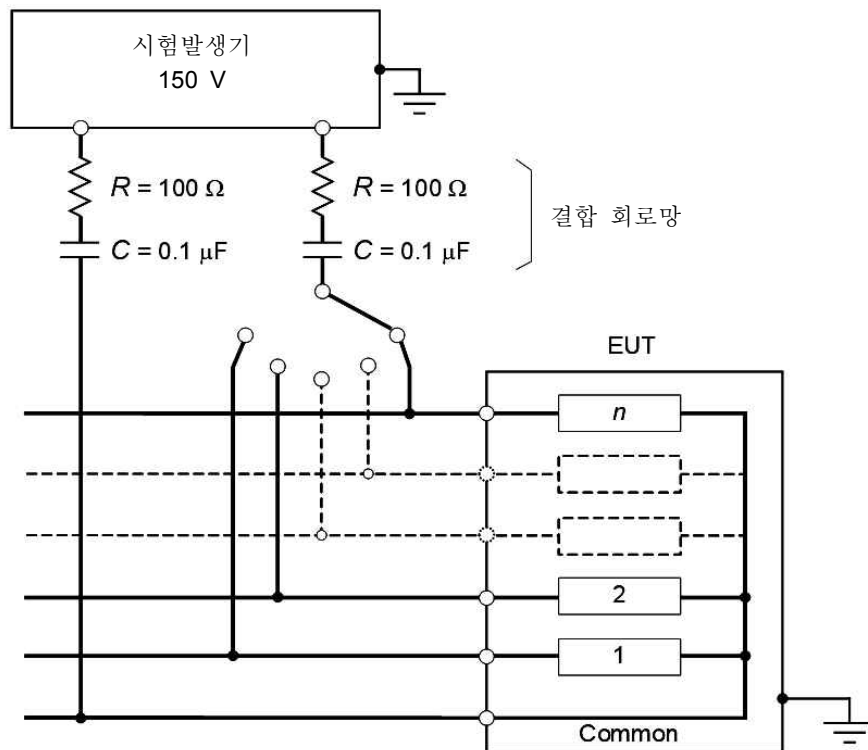 시험발생기
150 V
R = 100 Ω
R = 100 Ω
C = 0.1 μF
C = 0.1 μF
결합 회로망
EUT
n
2
1
Common